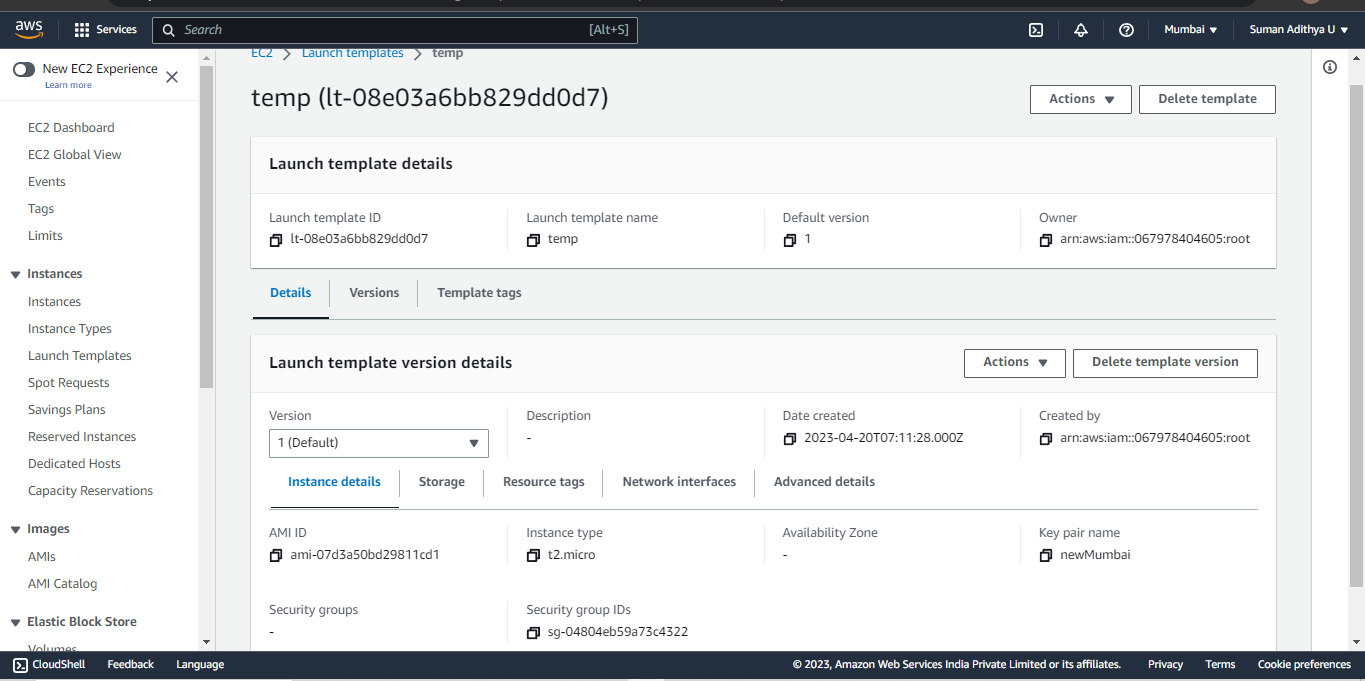 aws Services Search [Alt+S] Mumbai ▼ Suman Adithya U ▼
New EC2 Experience
Learn more
EC2 Dashboard
EC2 Global View
Events
Tags
Limits
Instances
Instances
Instance Types
Launch Templates
Spot Requests
Savings Plans
Reserved Instances
Dedicated Hosts
Capacity Reservations
Images
AMIs
AMI Catalog
Elastic Block Store
Volumes
EC2 > Launch templates > temp
temp (lt-08e03a6bb829dd0d7)
Actions ▼ Delete template
Launch template details
Launch template ID
lt-08e03a6bb829dd0d7
Launch template name
temp
Default version
1
Owner
arn:aws:iam::067978404605:root
Details Versions Template tags
Launch template version details
Actions ▼ Delete template version
Version
1 (Default)
Description
-
Date created
2023-04-20T07:11:28.000Z
Created by
arn:aws:iam::067978404605:root
Instance details Storage Resource tags Network interfaces Advanced details
AMI ID
ami-07d3a50bd29811cd1
Instance type
t2.micro
Availability Zone
-
Key pair name
newMumbai
Security groups
-
Security group IDs
sg-04804eb59a73c4322
CloudShell Feedback Language © 2023, Amazon Web Services India Private Limited or its affiliates. Privacy Terms Cookie preferences